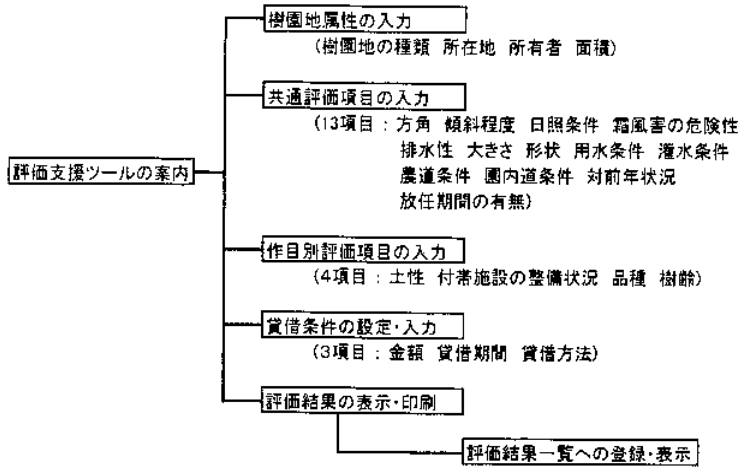 樹園地属性の入力
(樹園地の種類 所在地 所有者 面積)
共通評価項目の入力
(13項目：方角 傾斜程度 日照条件 霜風害の危険性
排水性 大きさ 形状 用水条件 灌水条件
農道条件 園内道条件 対前年状況
放任期間の有無)
評価支援ツールの案内
作目別評価項目の入力
(4項目：土性 付帯施設の整備状況 品種 樹齢)
貸借条件の設定・入力
(3項目：金額 貸借期間 貸借方法)
評価結果の表示・印刷
評価結果一覧への登録・表示